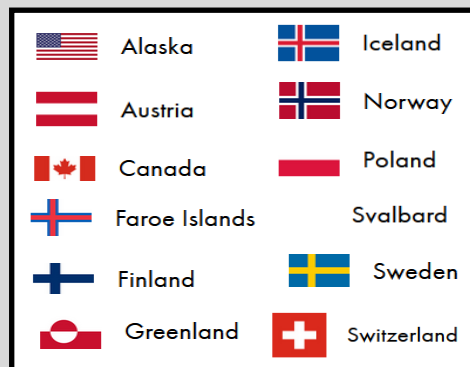 Alaska
Austria
Canada
Faroe Islands
Finland
Greenland
Iceland
Norway
Poland
Svalbard
Sweden
Switzerland